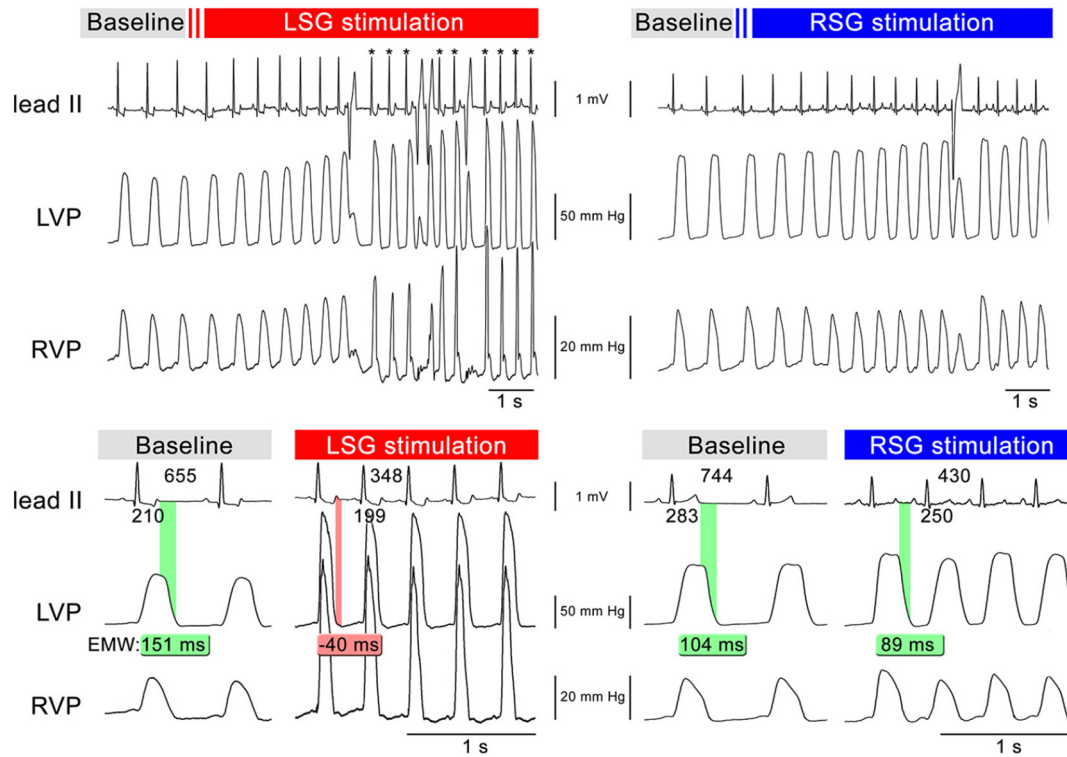 Baseline LSG stimulation Baseline RSG stimulation
* * * * * * * * *
lead II 1 mV
LVP 50 mm Hg
RVP 20 mm Hg
1 s 1 s
Baseline LSG stimulation Baseline RSG stimulation
655 348 744 430
lead II 1 mV
210 199 283 250
LVP 50 mm Hg
EMW: 151 ms -40 ms 104 ms 89 ms
RVP 20 mm Hg
1 s 1 s